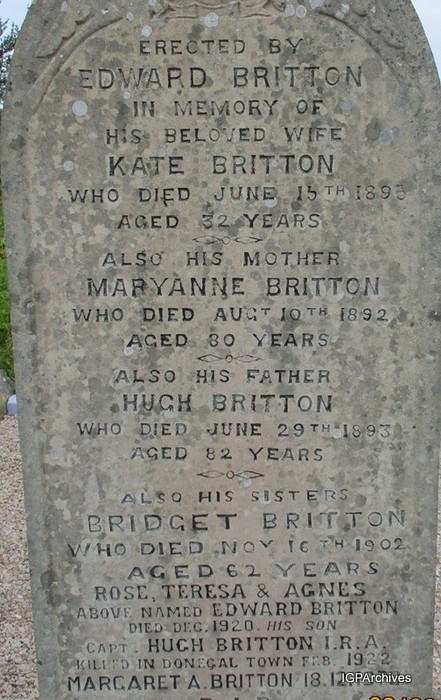 ERECTED BY
EDWARD BRITTON
IN MEMORY OF
HIS BELOVED WIFE
KATE BRITTON
WHO DIED JUNE 15TH 1895
AGED 32 YEARS
ALSO HIS MOTHER
MARYANNE BRITTON
WHO DIED AUGT 10TH 1892
AGED 80 YEARS
ALSO HIS FATHER
HUGH BRITTON
WHO DIED JUNE 29TH 1893
AGED 82 YEARS
ALSO HIS SISTERS
BRIDGET BRITTON
WHO DIED NOV 16TH 1902
AGED 62 YEARS
ROSE, TERESA & AGNES
ABOVE NAMED EDWARD BRITTON
DIED DEC. 1920. HIS SON
CAPT. HUGH BRITTON I.R.A.
KILLED IN DONEGAL TOWN FEB. 1922
MARGARET A. BRITTON 18.
IGPArchives